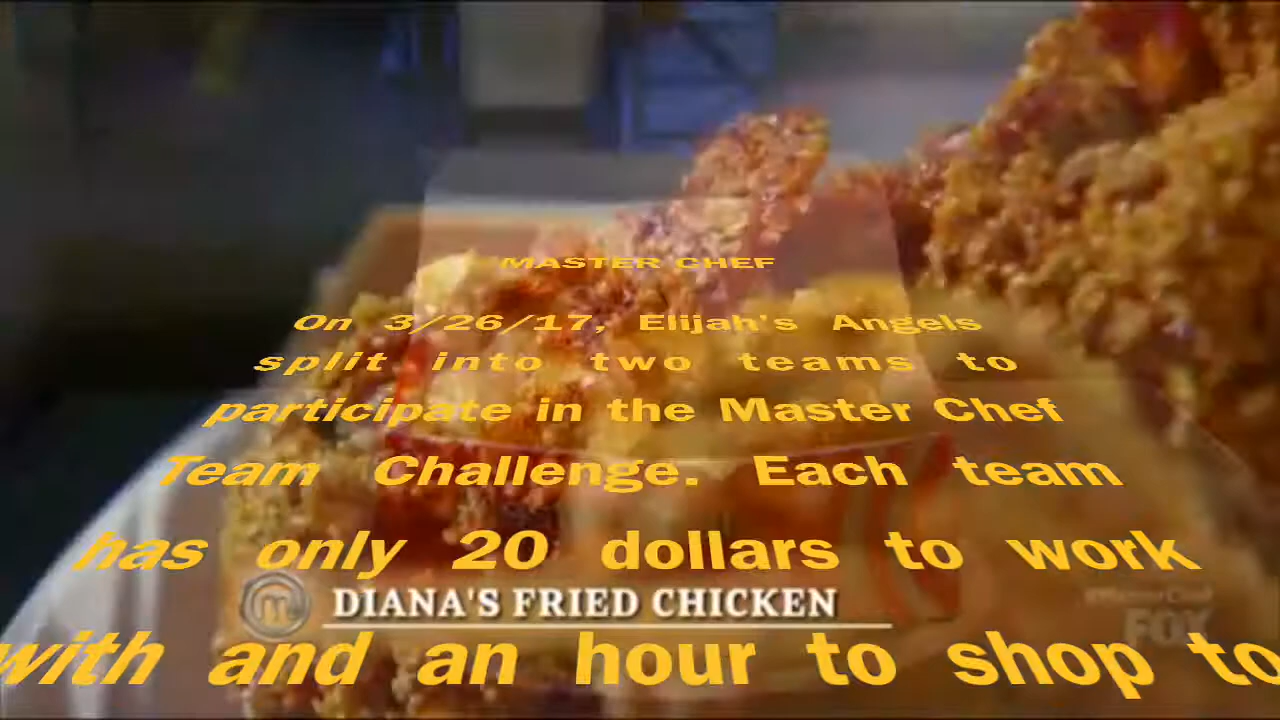 MASTER CHEF
On 3/26/17, Elijah's Angels
split into two teams to
participate in the Master Chef
Team Challenge. Each team
has only 20 dollars to work
DIANA'S FRIED CHICKEN
#MasterChef
FOX
with and an hour to shop to